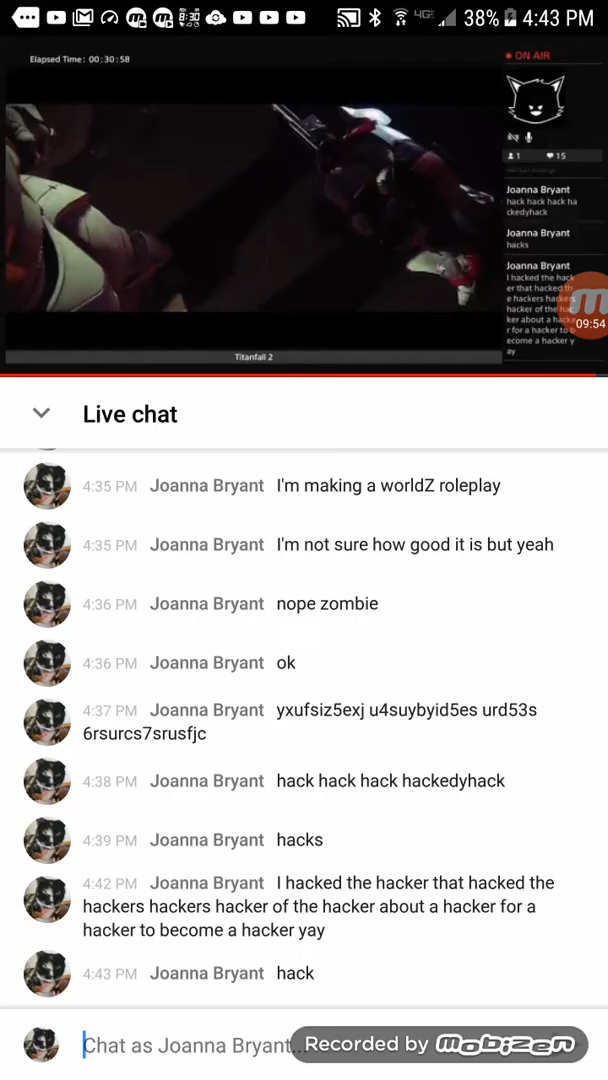 8:30
4G
38%
4:43 PM
Elapsed Time: 00:30:58
ON AIR
1
15
Joanna Bryant
hack hack hack ha
ckedyhack
Joanna Bryant
hacks
Joanna Bryant
I hacked the hack
er that hacked th
e hackers hackers
hacker of the hac
ker about a hacke
r for a hacker to b
ecome a hacker y
ay
09:54
Titanfall 2
Live chat
4:35 PM Joanna Bryant I'm making a worldZ roleplay
4:35 PM Joanna Bryant I'm not sure how good it is but yeah
4:36 PM Joanna Bryant nope zombie
4:36 PM Joanna Bryant ok
4:37 PM Joanna Bryant yxufsiz5exj u4suybyid5es urd53s
6rsurcs7srusfjc
4:38 PM Joanna Bryant hack hack hack hackedyhack
4:39 PM Joanna Bryant hacks
4:42 PM Joanna Bryant I hacked the hacker that hacked the
hackers hackers hacker of the hacker about a hacker for a
hacker to become a hacker yay
4:43 PM Joanna Bryant hack
Chat as Joanna Bryant...
Recorded by mobizen